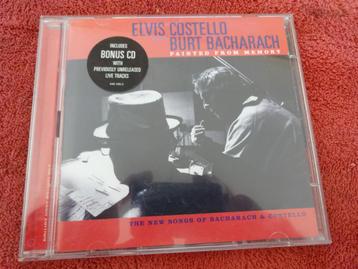 ELVIS COSTELLO
BURT BACHARACH
PAINTED FROM MEMORY
INCLUDES
BONUS CD
WITH
PREVIOUSLY UNRELEASED
LIVE TRACKS
THE NEW SONGS OF BACHARACH & COSTELLO